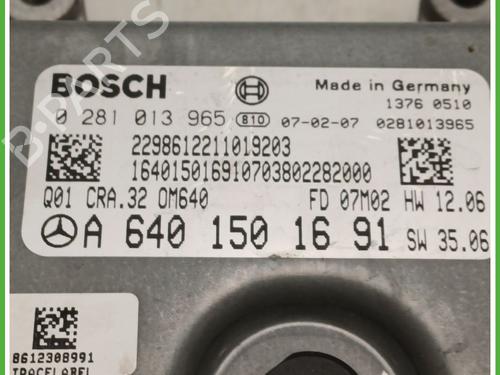 BOSCH
Made in Germany
1376 0510
0 281 013 965 810 07-02-07 0281013965
2298612211019203
164015016910703802282000
Q01 CRA.32 OM640 FD 07M02 HW 12.06
A 640 150 16 91 SW 35.06
8612308991
TRACELABEL
B-PARTS